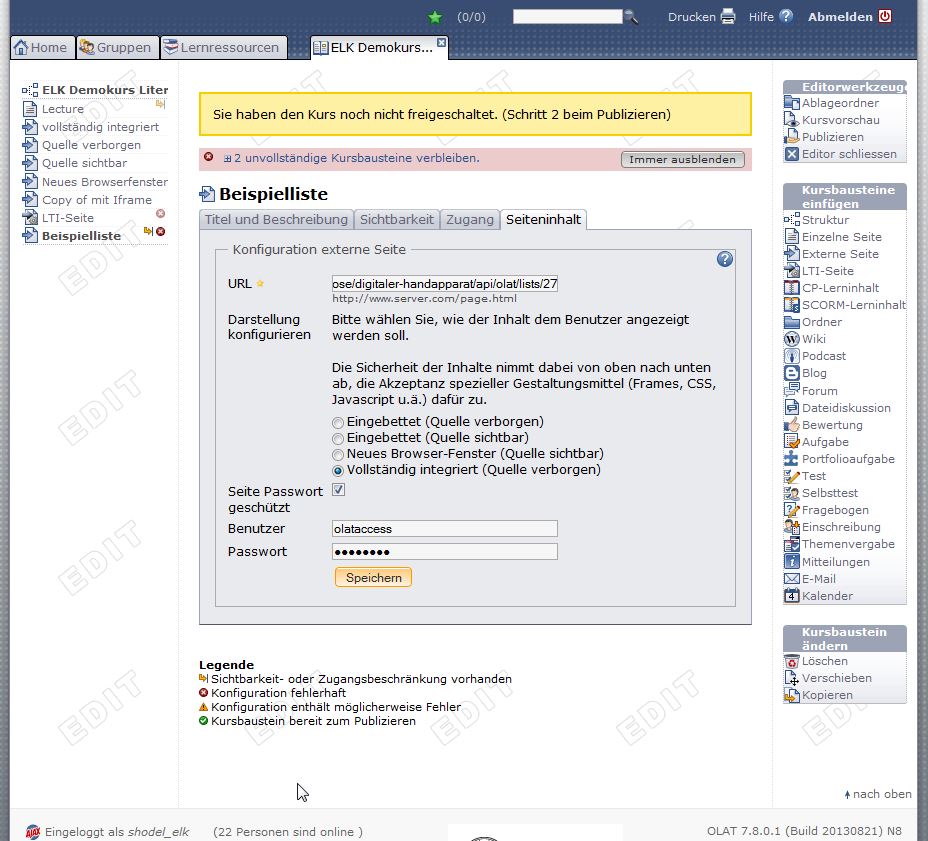 (0/0)
Drucken
Hilfe
Abmelden
Home
Gruppen
Lernressourcen
ELK Demokurs...
ELK Demokurs Liter
Lecture
vollständig integriert
Quelle verborgen
Quelle sichtbar
Neues Browserfenster
Copy of mit Iframe
LTI-Seite
Beispielliste
Sie haben den Kurs noch nicht freigeschaltet. (Schritt 2 beim Publizieren)
2 unvollständige Kursbausteine verbleiben.
Immer ausblenden
Beispielliste
Titel und Beschreibung
Sichtbarkeit
Zugang
Seiteninhalt
Konfiguration externe Seite
URL
ose/digitaler-handapparat/api/olat/lists/27
http://www.server.com/page.html
Darstellung
konfigurieren
Bitte wählen Sie, wie der Inhalt dem Benutzer angezeigt
werden soll.
Die Sicherheit der Inhalte nimmt dabei von oben nach unten
ab, die Akzeptanz spezieller Gestaltungsmittel (Frames, CSS,
Javascript u.ä.) dafür zu.
Eingebettet (Quelle verborgen)
Eingebettet (Quelle sichtbar)
Neues Browser-Fenster (Quelle sichtbar)
Vollständig integriert (Quelle verborgen)
Seite Passwort
geschützt
Benutzer
olataccess
Passwort
••••••••
Speichern
Legende
Sichtbarkeit- oder Zugangsbeschränkung vorhanden
Konfiguration fehlerhaft
Konfiguration enthält möglicherweise Fehler
Kursbaustein bereit zum Publizieren
Editorwerkzeuge
Ablageordner
Kursvorschau
Publizieren
Editor schliessen
Kursbausteine
einfügen
Struktur
Einzelne Seite
Externe Seite
LTI-Seite
CP-Lerninhalt
SCORM-Lerninhalt
Ordner
Wiki
Podcast
Blog
Forum
Dateidiskussion
Bewertung
Aufgabe
Portfolioaufgabe
Test
Selbsttest
Fragebogen
Einschreibung
Themenvergabe
Mitteilungen
E-Mail
Kalender
Kursbaustein
ändern
Löschen
Verschieben
Kopieren
EDIT
EDIT
EDIT
EDIT
EDIT
EDIT
EDIT
EDIT
nach oben
AJAX
Eingeloggt als shodel_elk
(22 Personen sind online )
OLAT 7.8.0.1 (Build 20130821) N8